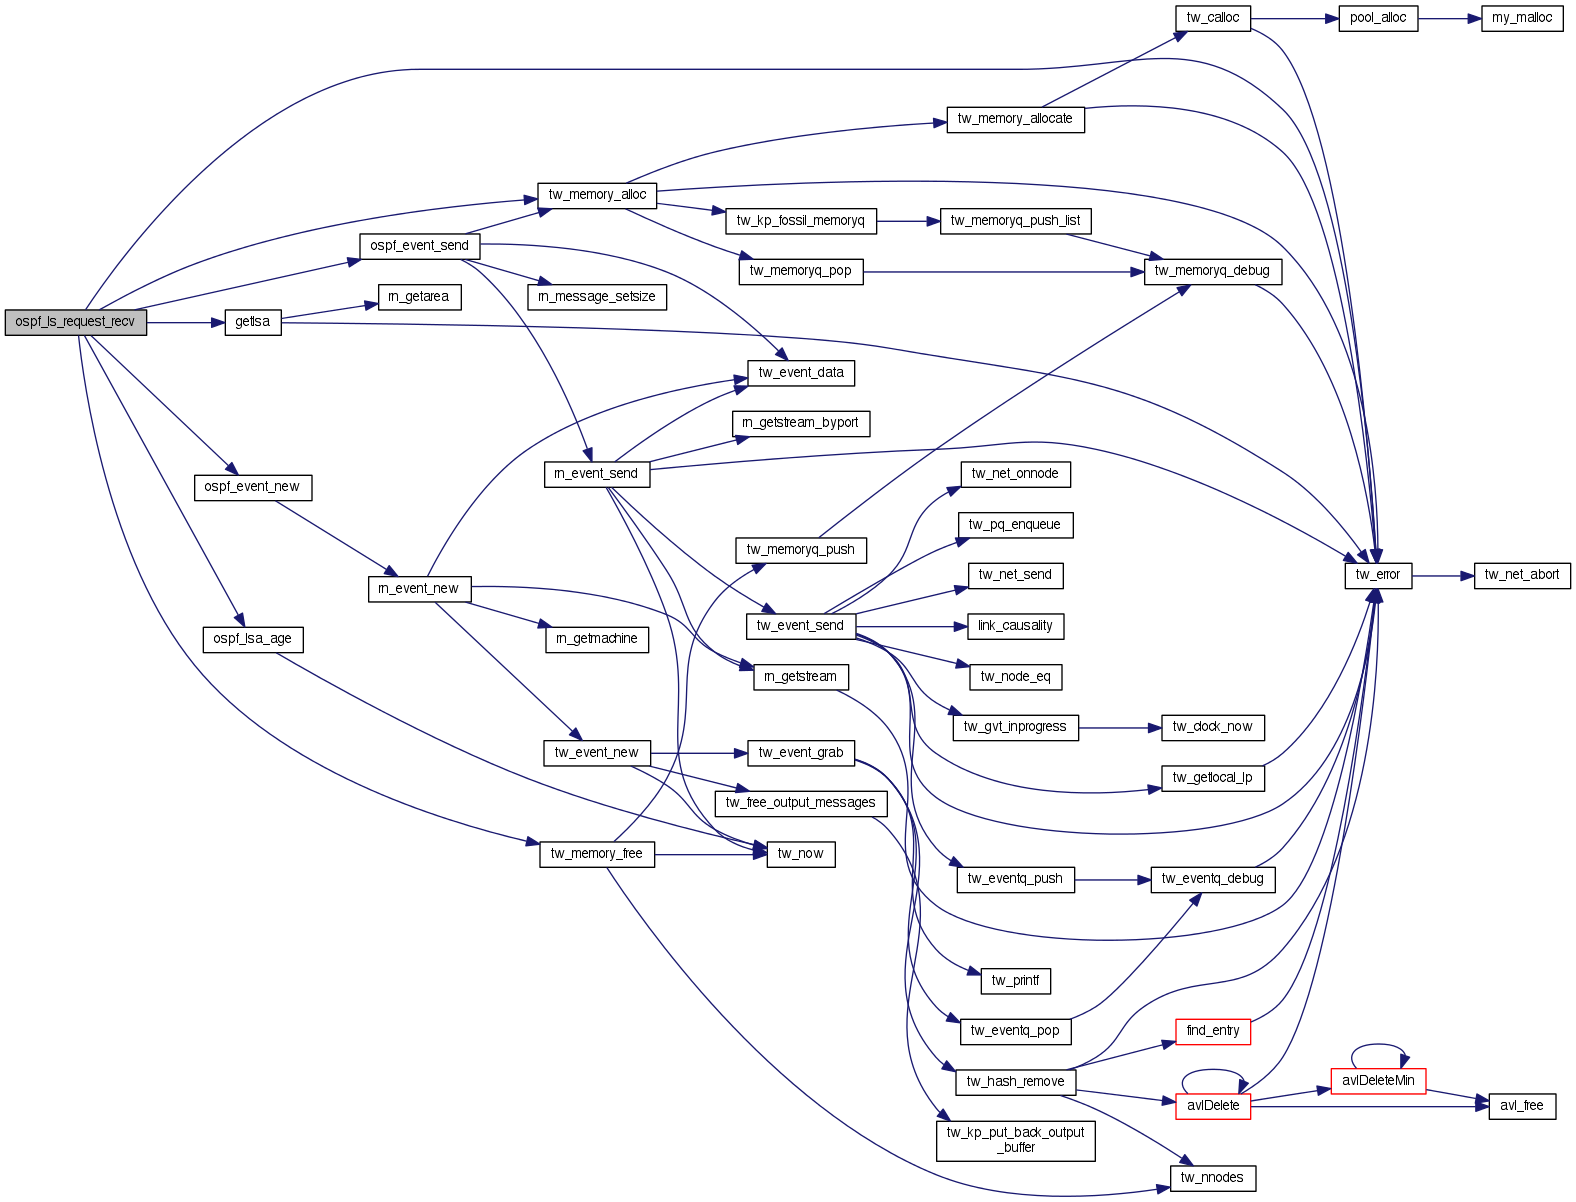 tw_calloc
pool_alloc
my_malloc
tw_memory_allocate
tw_memory_alloc
tw_kp_fossil_memoryq
tw_memoryq_push_list
ospf_event_send
tw_memoryq_pop
tw_memoryq_debug
rn_getarea
rn_message_setsize
ospf_ls_request_recv
getlsa
tw_event_data
rn_getstream_byport
rn_event_send
tw_net_onnode
ospf_event_new
tw_pq_enqueue
tw_memoryq_push
tw_net_send
tw_error
tw_net_abort
rn_event_new
tw_event_send
link_causality
rn_getmachine
ospf_lsa_age
rn_getstream
tw_node_eq
tw_gvt_inprogress
tw_clock_now
tw_event_new
tw_event_grab
tw_getlocal_lp
tw_free_output_messages
tw_memory_free
tw_now
tw_eventq_push
tw_eventq_debug
tw_printf
tw_eventq_pop
find_entry
tw_hash_remove
avlDeleteMin
avlDelete
avl_free
tw_kp_put_back_output
_buffer
tw_nnodes